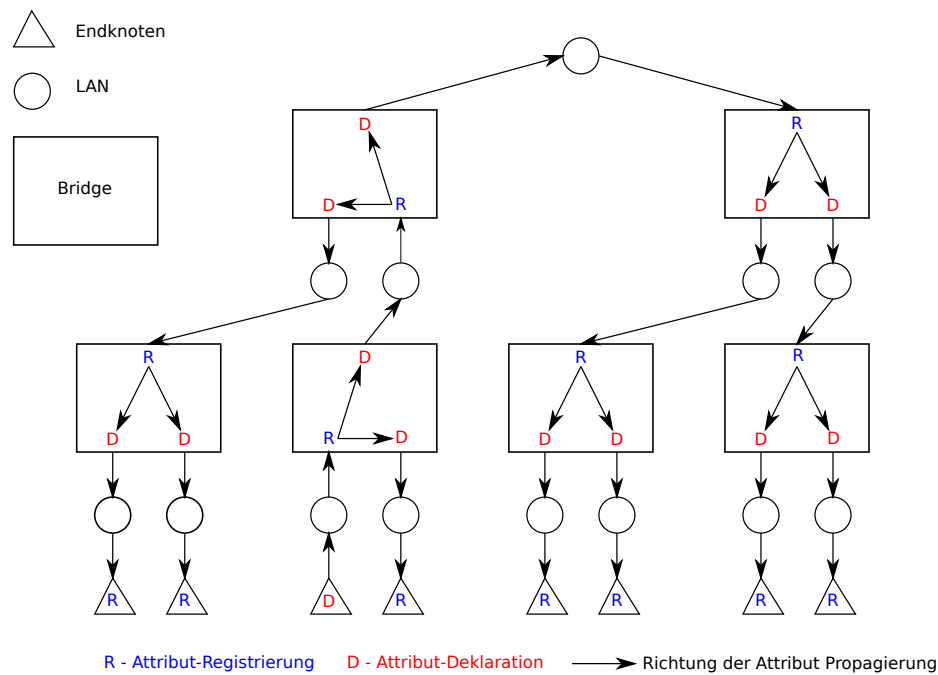 Endknoten
LAN
D
R
Bridge
D R
D D
R
D
R
R
D D
R D
D D
D D
R R D R R R R R
R - Attribut-Registrierung D - Attribut-Deklaration Richtung der Attribut Propagierung